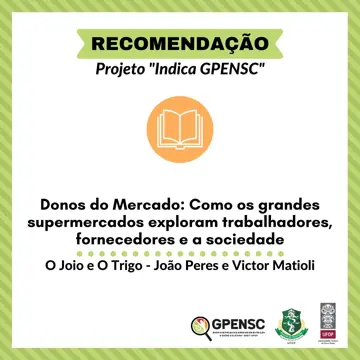 RECOMENDAÇÃO
Projeto "Indica GPENSC"
Donos do Mercado: Como os grandes
supermercados exploram trabalhadores,
fornecedores e a sociedade
O Joio e O Trigo - João Peres e Victor Matioli
GPENSC
UFOP